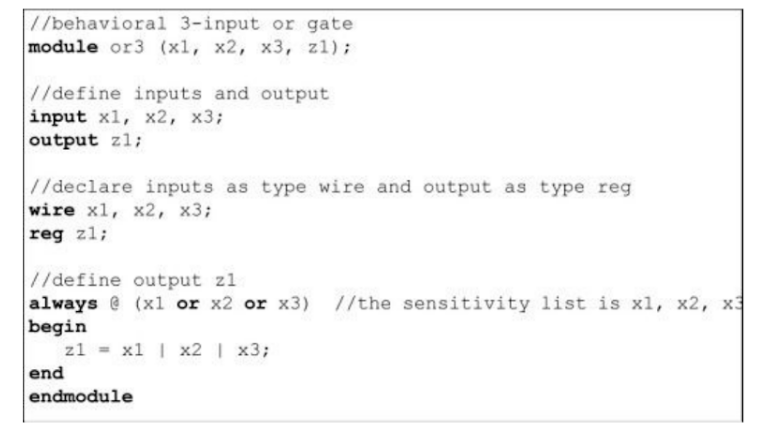 //behavioral 3-input or gate
module or3 (x1, x2, x3, z1);
//define inputs and output
input x1, x2, x3;
output z1;
//declare inputs as type wire and output as type reg
wire x1, x2, x3;
reg z1;
//define output z1
always @ (x1 or x2 or x3)  //the sensitivity list is x1, x2, x3
begin
   z1 = x1 | x2 | x3;
end
endmodule